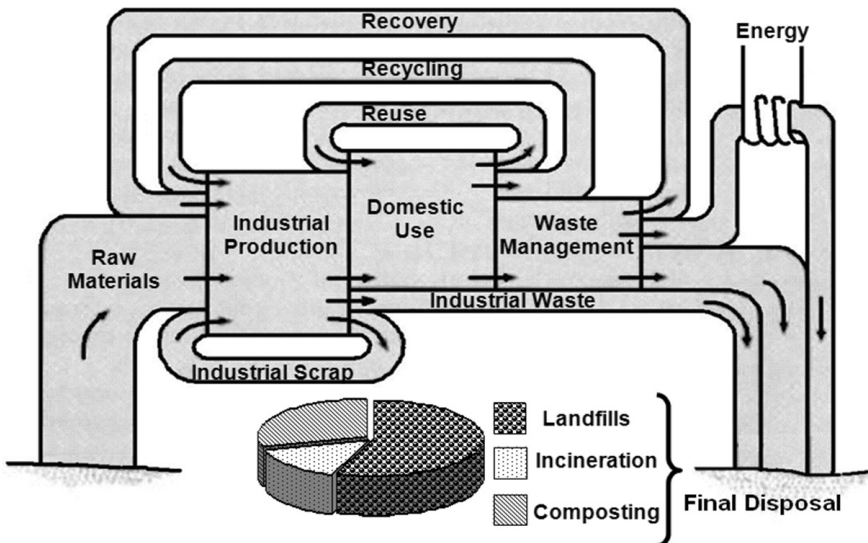 Recovery
Energy
Recycling
Reuse
Industrial
Production
Domestic
Use
Waste
Management
Raw
Materials
Industrial Waste
Industrial Scrap
Landfills
Incineration
Composting
Final Disposal